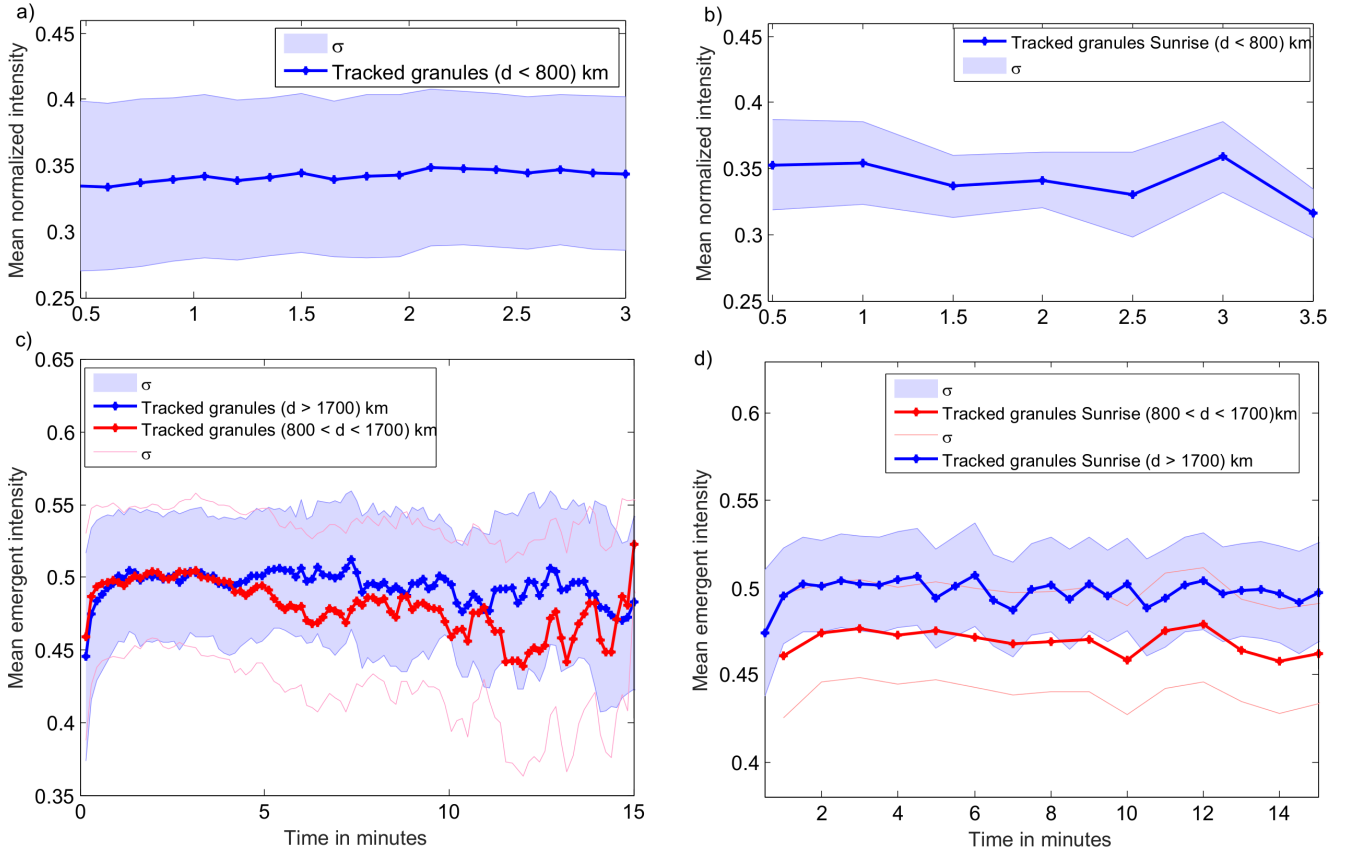 a)
0.45
0.4
0.35
0.3
0.25
Mean normalized intensity
σ
Tracked granules (d < 800) km
0.5
1
1.5
2
2.5
3
b)
0.45
0.4
0.35
0.3
0.25
Mean normalized intensity
Tracked granules Sunrise (d < 800) km
σ
0.5
1
1.5
2
2.5
3
3.5
c)
0.65
0.6
0.55
0.5
0.45
0.4
0.35
Mean emergent intensity
σ
Tracked granules (d > 1700) km
Tracked granules (800 < d < 1700) km
σ
0
5
10
15
Time in minutes
d)
0.6
0.55
0.5
0.45
0.4
Mean emergent intensity
σ
Tracked granules Sunrise (800 < d < 1700)km
σ
Tracked granules Sunrise (d > 1700) km
2
4
6
8
10
12
14
Time in minutes